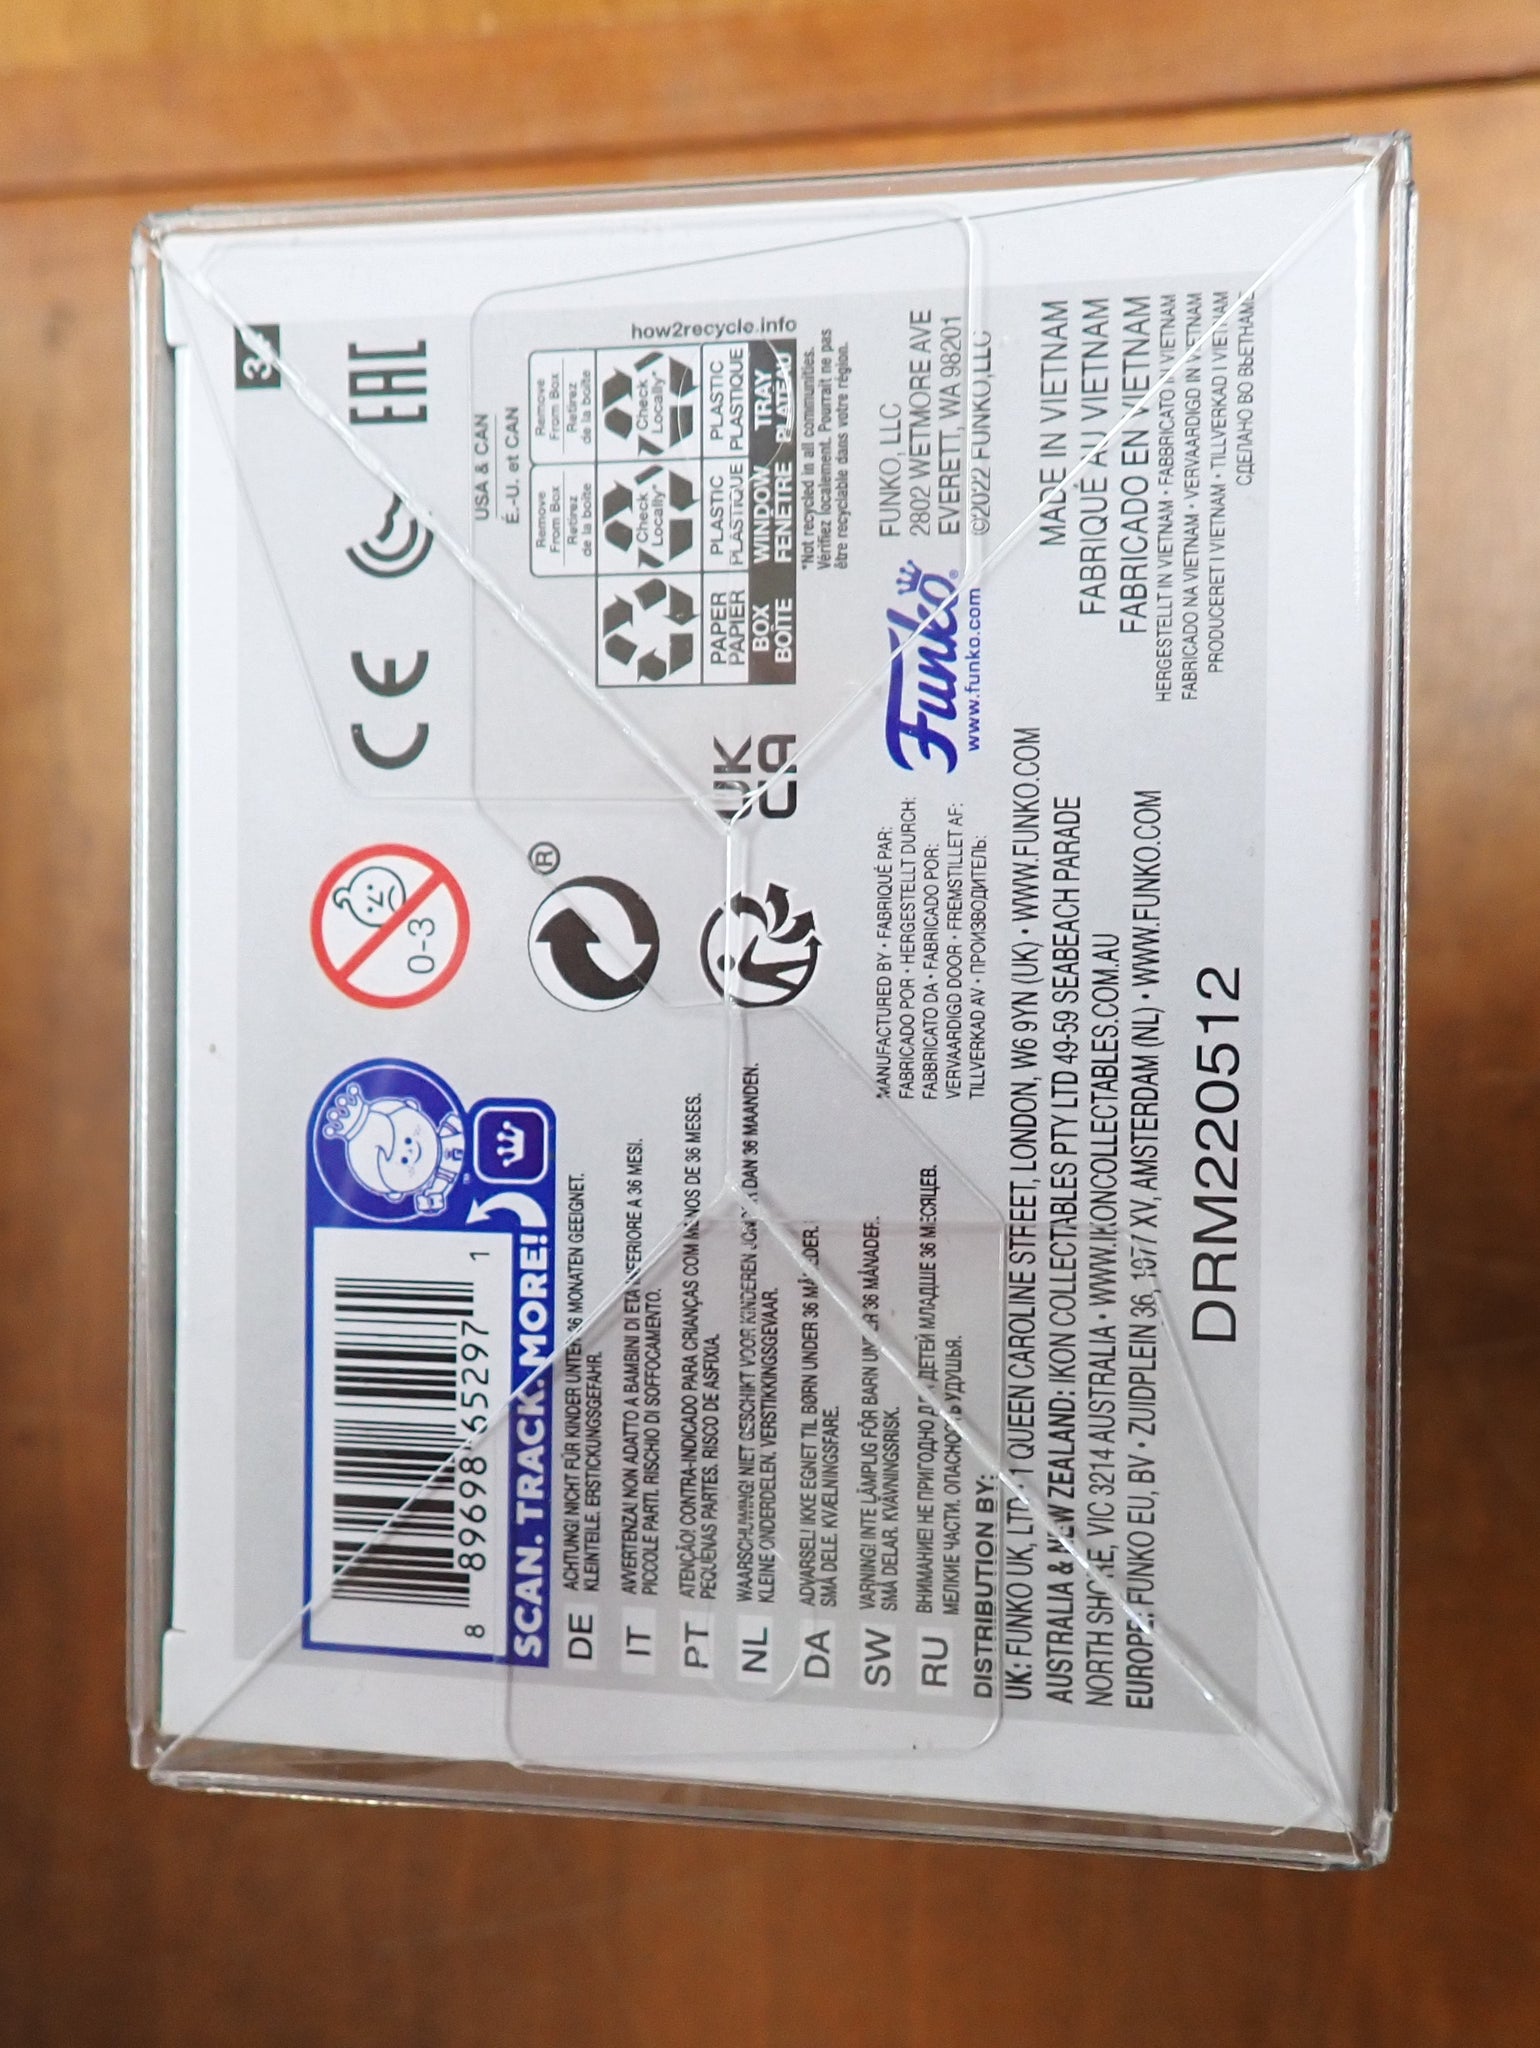 8 89698 65297 1
SCAN. TRACK. MORE!
0-3
CE
EAC
®
USA & CAN
É.-U. et CAN
Remove
From Box
Retirez
de la boîte
Remove
From Box
Retirez
de la boîte
Check
Locally*
Check
Locally*
PAPER
PAPIER
PLASTIC
PLASTIQUE
PLASTIC
PLASTIQUE
BOX
BOÎTE
WINDOW
FENÊTRE
TRAY
PLATEAU
how2recycle.info
*Not recycled in all communities.
Vérifiez localement. Pourrait ne pas
être recyclable dans votre région.
UK
CA
DE ACHTUNG! NICHT FÜR KINDER UNTER 36 MONATEN GEEIGNET.
KLEINTEILE. ERSTICKUNGSGEFAHR.
IT AVVERTENZA! NON ADATTO A BAMBINI DI ETÀ INFERIORE A 36 MESI.
PICCOLE PARTI. RISCHIO DI SOFFOCAMENTO.
PT ATENÇÃO! CONTRA-INDICADO PARA CRIANÇAS COM MENOS DE 36 MESES.
PEQUENAS PARTES. RISCO DE ASFIXIA.
NL WAARSCHUWING! NIET GESCHIKT VOOR KINDEREN JONGER DAN 36 MAANDEN.
KLEINE ONDERDELEN, VERSTIKKINGSGEVAAR.
DA ADVARSEL! IKKE EGNET TIL BØRN UNDER 36 MÅNEDER.
SMÅ DELE. KVÆLNINGSFARE.
SW VARNING! INTE LÄMPLIG FÖR BARN UNDER 36 MÅNADER.
SMÅ DELAR. KVÄVNINGSRISK.
RU ВНИМАНИЕ! НЕ ПРИГОДНО ДЛЯ ДЕТЕЙ МЛАДШЕ 36 МЕСЯЦЕВ.
МЕЛКИЕ ЧАСТИ. ОПАСНОСТЬ УДУШЬЯ.
MANUFACTURED BY • FABRIQUÉ PAR:
FABRICADO POR • HERGESTELLT DURCH:
FABBRICATO DA • FABRICADO POR:
VERVAARDIGD DOOR • FREMSTILLET AF:
TILLVERKAD AV • ПРОИЗВОДИТЕЛЬ:
Funko®
www.funko.com
FUNKO, LLC
2802 WETMORE AVE
EVERETT, WA 98201
©2022 FUNKO, LLC
DISTRIBUTION BY:
UK: FUNKO UK, LTD • 1 QUEEN CAROLINE STREET, LONDON, W6 9YN (UK) • WWW.FUNKO.COM
AUSTRALIA & NEW ZEALAND: IKON COLLECTABLES PTY LTD 49-59 SEABEACH PARADE
NORTH SHORE, VIC 3214 AUSTRALIA • WWW.IKONCOLLECTABLES.COM.AU
EUROPE: FUNKO EU, BV • ZUIDPLEIN 36, 1077 XV, AMSTERDAM (NL) • WWW.FUNKO.COM
DRM220512
MADE IN VIETNAM
FABRIQUÉ AU VIETNAM
FABRICADO EN VIETNAM
HERGESTELLT IN VIETNAM • FABBRICATO IN VIETNAM
FABRICADO NA VIETNAM • VERVAARDIGD IN VIETNAM
PRODUCERET I VIETNAM • TILLVERKAD I VIETNAM
СДЕЛАНО ВО ВЬЕТНАМЕ